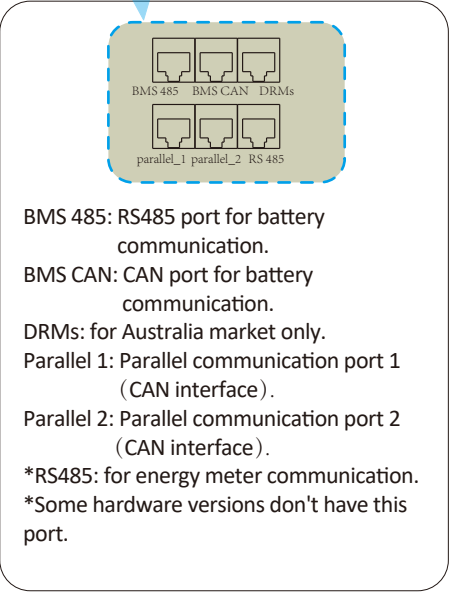 BMS 485 BMS CAN DRMs
parallel_1 parallel_2 RS 485
BMS 485: RS485 port for battery
communication.
BMS CAN: CAN port for battery
communication.
DRMs: for Australia market only.
Parallel 1: Parallel communication port 1
（CAN interface）.
Parallel 2: Parallel communication port 2
（CAN interface）.
*RS485: for energy meter communication.
*Some hardware versions don't have this
port.